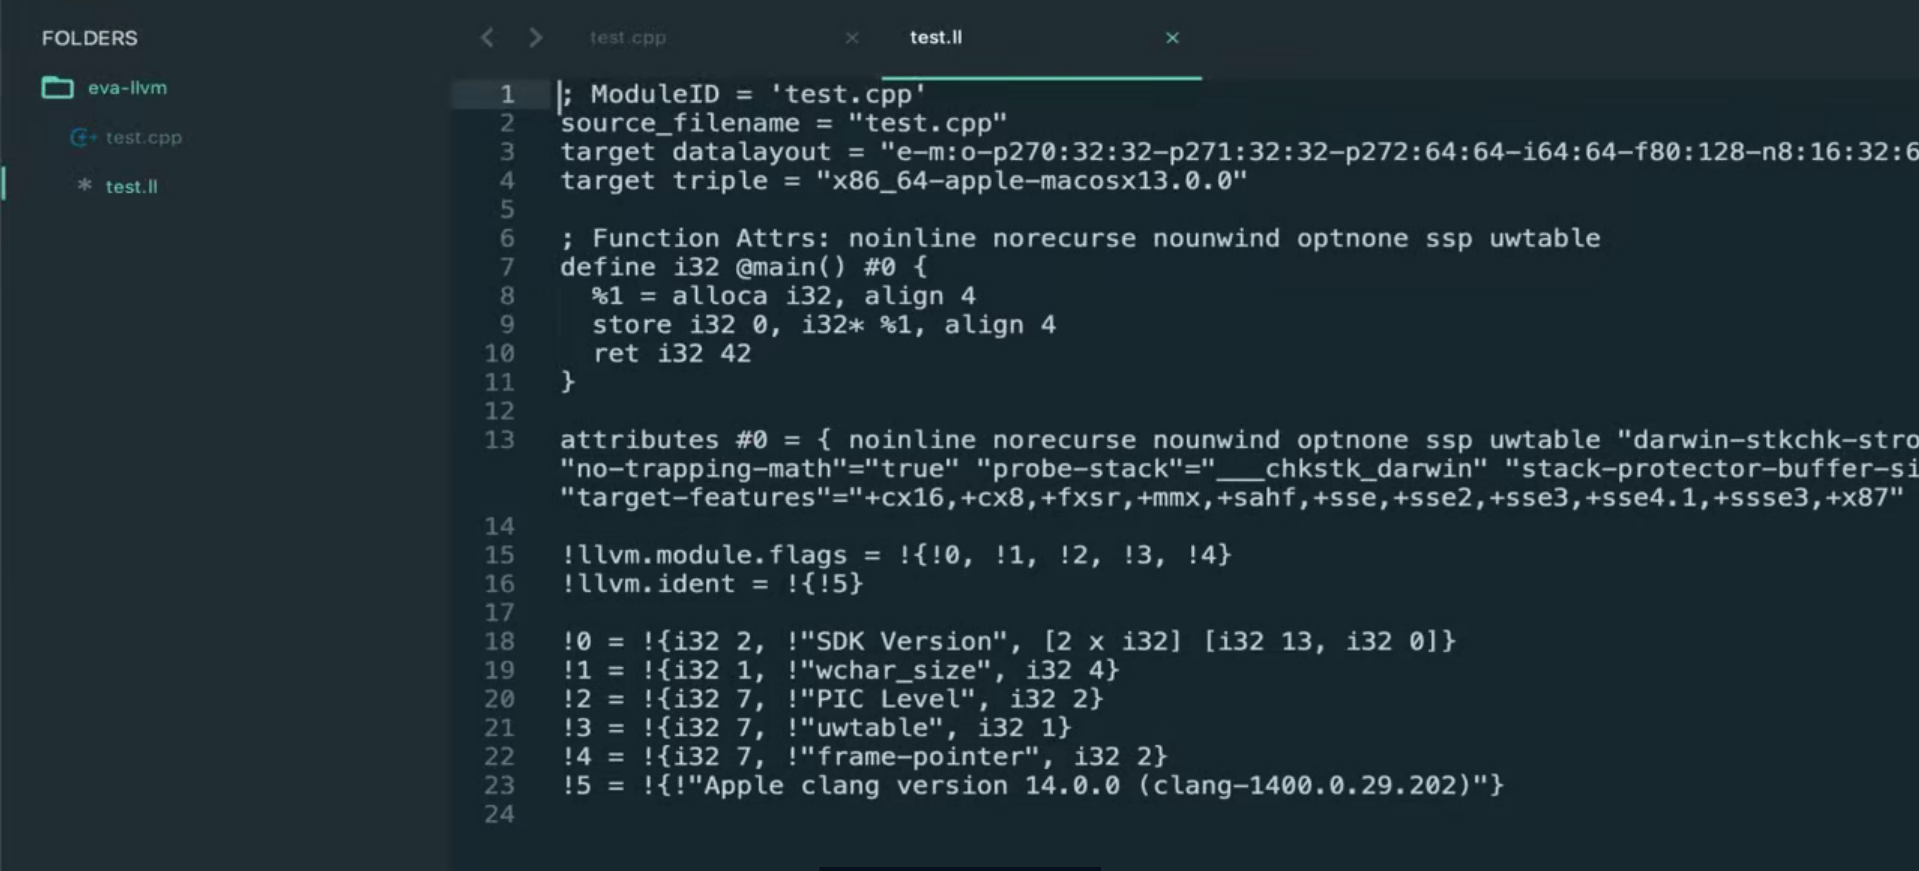 FOLDERS
eva-llvm
test.cpp
* test.ll
test.cpp ×
test.ll ×
1 ; ModuleID = 'test.cpp'
2 source_filename = "test.cpp"
3 target datalayout = "e-m:o-p270:32:32-p271:32:32-p272:64:64-i64:64-f80:128-n8:16:32:6
4 target triple = "x86_64-apple-macosx13.0.0"
5
6 ; Function Attrs: noinline norecurse nounwind optnone ssp uwtable
7 define i32 @main() #0 {
8 %1 = alloca i32, align 4
9 store i32 0, i32* %1, align 4
10 ret i32 42
11 }
12
13 attributes #0 = { noinline norecurse nounwind optnone ssp uwtable "darwin-stkchk-stro
"no-trapping-math"="true" "probe-stack"="___chkstk_darwin" "stack-protector-buffer-si
"target-features"="+cx16,+cx8,+fxsr,+mmx,+sahf,+sse,+sse2,+sse3,+sse4.1,+ssse3,+x87"
14
15 !llvm.module.flags = !{!0, !1, !2, !3, !4}
16 !llvm.ident = !{!5}
17
18 !0 = !{i32 2, !"SDK Version", [2 x i32] [i32 13, i32 0]}
19 !1 = !{i32 1, !"wchar_size", i32 4}
20 !2 = !{i32 7, !"PIC Level", i32 2}
21 !3 = !{i32 7, !"uwtable", i32 1}
22 !4 = !{i32 7, !"frame-pointer", i32 2}
23 !5 = !{!"Apple clang version 14.0.0 (clang-1400.0.29.202)"}
24